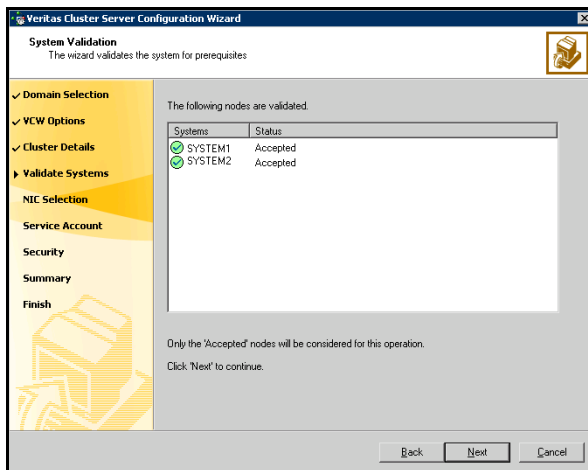 Veritas Cluster Server Configuration Wizard
System Validation
The wizard validates the system for prerequisites
Domain Selection
VCW Options
Cluster Details
Validate Systems
NIC Selection
Service Account
Security
Summary
Finish
The following nodes are validated.
Systems Status
SYSTEM1 Accepted
SYSTEM2 Accepted
Only the 'Accepted' nodes will be considered for this operation.
Click 'Next' to continue.
Back Next Cancel